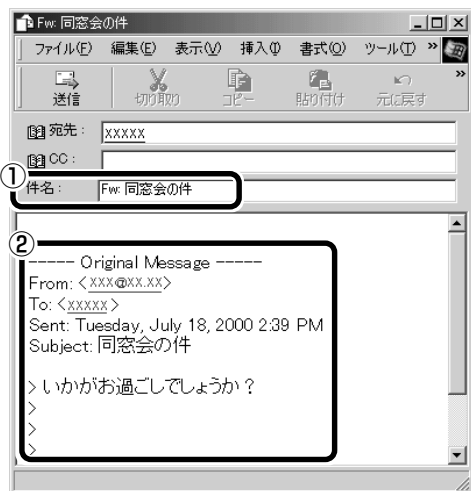 Fw: 同窓会の件
ファイル(F) 編集(E) 表示(V) 挿入(I) 書式(O) ツール(T) »
送信 切り取り コピー 貼り付け 元に戻す »
宛先: xxxxx
CC:
① 件名: Fw: 同窓会の件
②
----- Original Message -----
From: <xxx@xx.xx>
To: <xxxxx>
Sent: Tuesday, July 18, 2000 2:39 PM
Subject: 同窓会の件
> いかがお過ごしでしょうか?
>
>
>